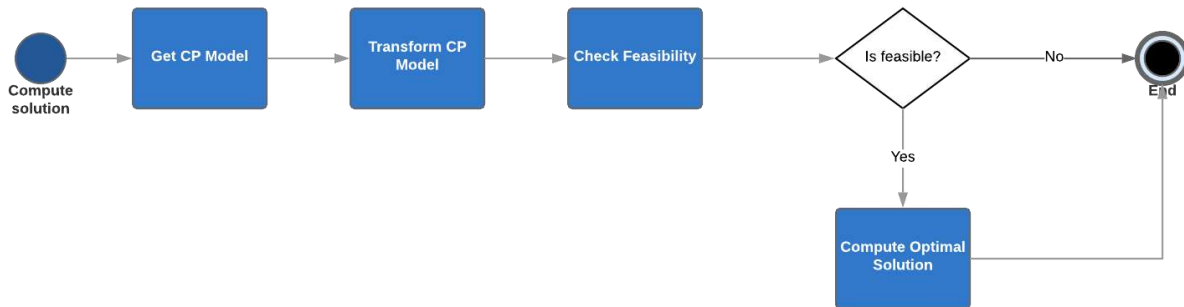 Compute
solution
Get CP Model
Transform CP
Model
Check Feasibility
Is feasible?
No
End
Yes
Compute Optimal
Solution